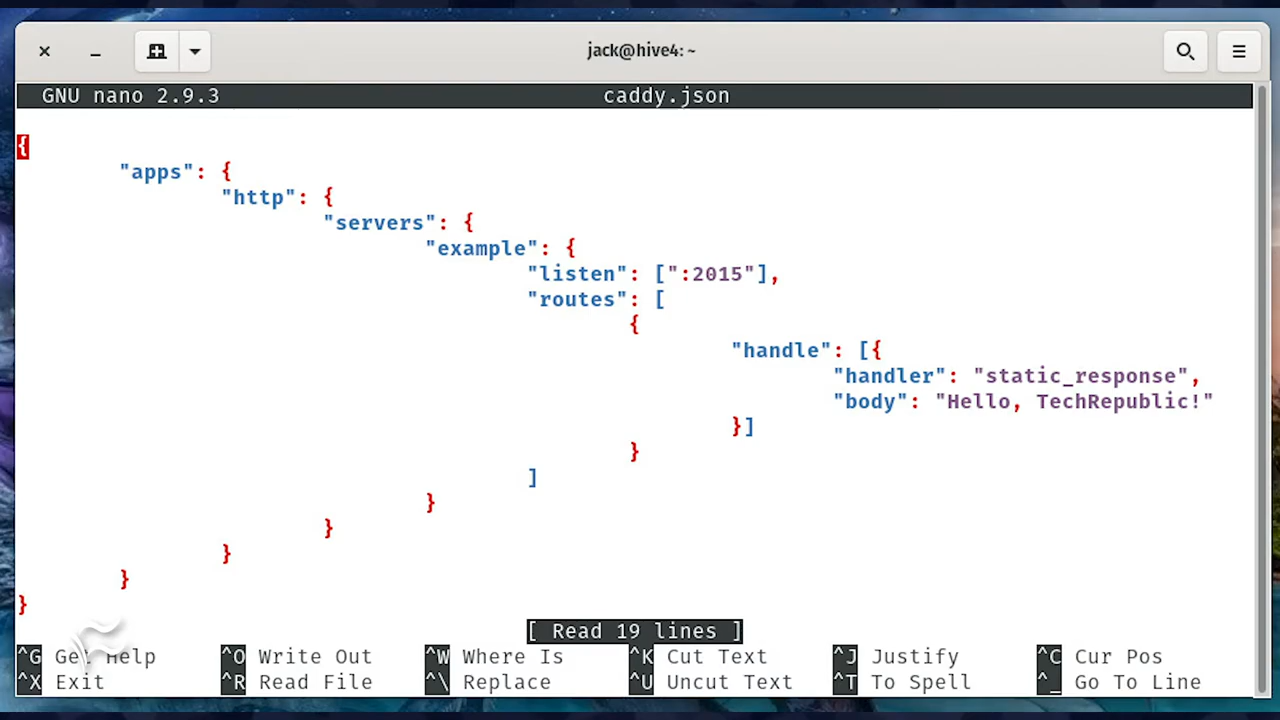 jack@hive4: ~
GNU nano 2.9.3 caddy.json
{
"apps": {
"http": {
"servers": {
"example": {
"listen": [":2015"],
"routes": [
{
"handle": [{
"handler": "static_response",
"body": "Hello, TechRepublic!"
}]
}
]
}
}
}
}
}
[ Read 19 lines ]
^G Get Help ^O Write Out ^W Where Is ^K Cut Text ^J Justify ^C Cur Pos
^X Exit ^R Read File ^\ Replace ^U Uncut Text ^T To Spell ^_ Go To Line